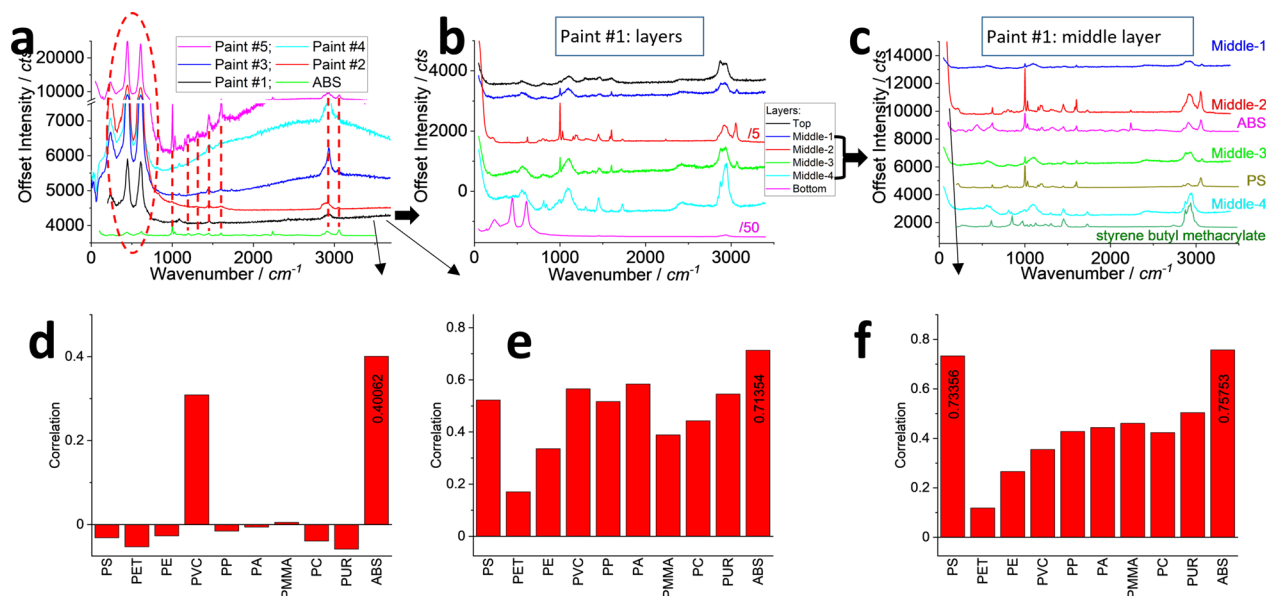 a
Offset Intensity / cts
20000
10000
7000
6000
5000
4000
Paint #5; Paint #4
Paint #3; Paint #2
Paint #1; ABS
0 1000 2000 3000
Wavenumber / cm-1
b
Paint #1: layers
Offset Intensity / cts
4000
2000
0
/5
/50
Layers:
Top
Middle-1
Middle-2
Middle-3
Middle-4
Bottom
0 1000 2000 3000
Wavenumber / cm-1
c
Paint #1: middle layer
Offset Intensity / cts
14000
12000
10000
8000
6000
4000
2000
Middle-1
Middle-2
ABS
Middle-3
PS
Middle-4
styrene butyl methacrylate
0 1000 2000 3000
Wavenumber / cm-1
d
Correlation
0.4
0.2
0
0.40062
PS PET PE PVC PP PA PMMA PC PUR ABS
e
Correlation
0.8
0.6
0.4
0.2
0
0.71354
PS PET PE PVC PP PA PMMA PC PUR ABS
f
Correlation
0.8
0.6
0.4
0.2
0
0.73356
0.75753
PS PET PE PVC PP PA PMMA PC PUR ABS